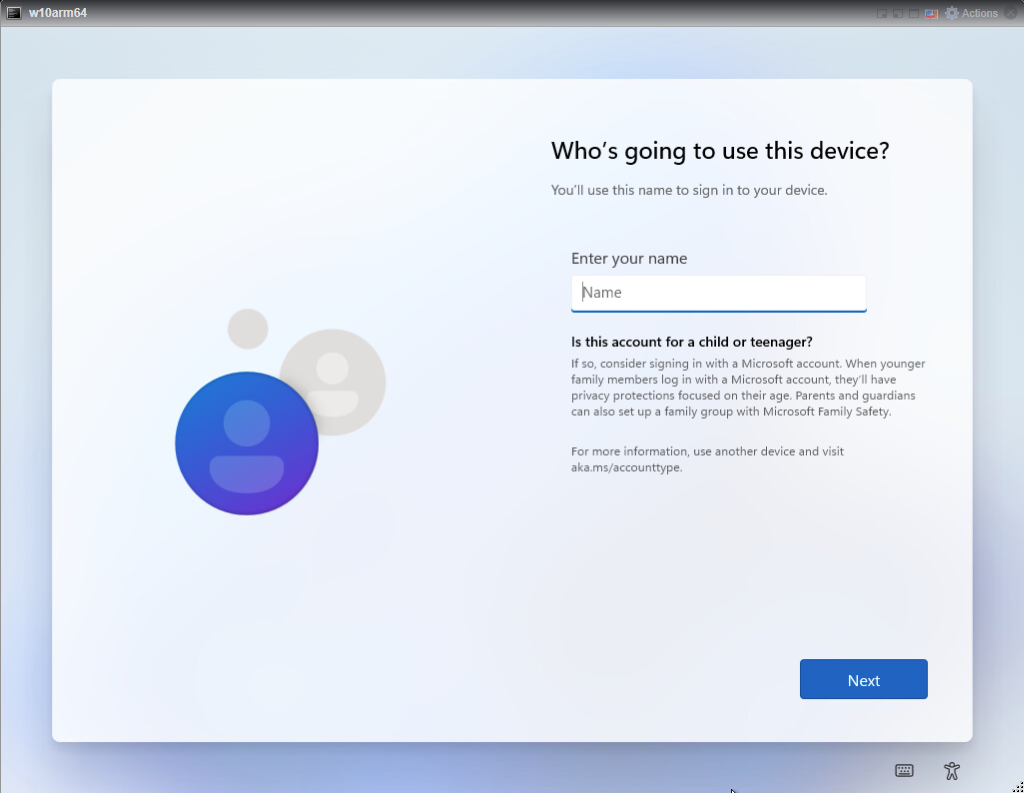 w10arm64
Actions
Who's going to use this device?
You'll use this name to sign in to your device.
Enter your name
Name
Is this account for a child or teenager?
If so, consider signing in with a Microsoft account. When younger
family members log in with a Microsoft account, they'll have
privacy protections focused on their age. Parents and guardians
can also set up a family group with Microsoft Family Safety.
For more information, use another device and visit
aka.ms/accounttype.
Next